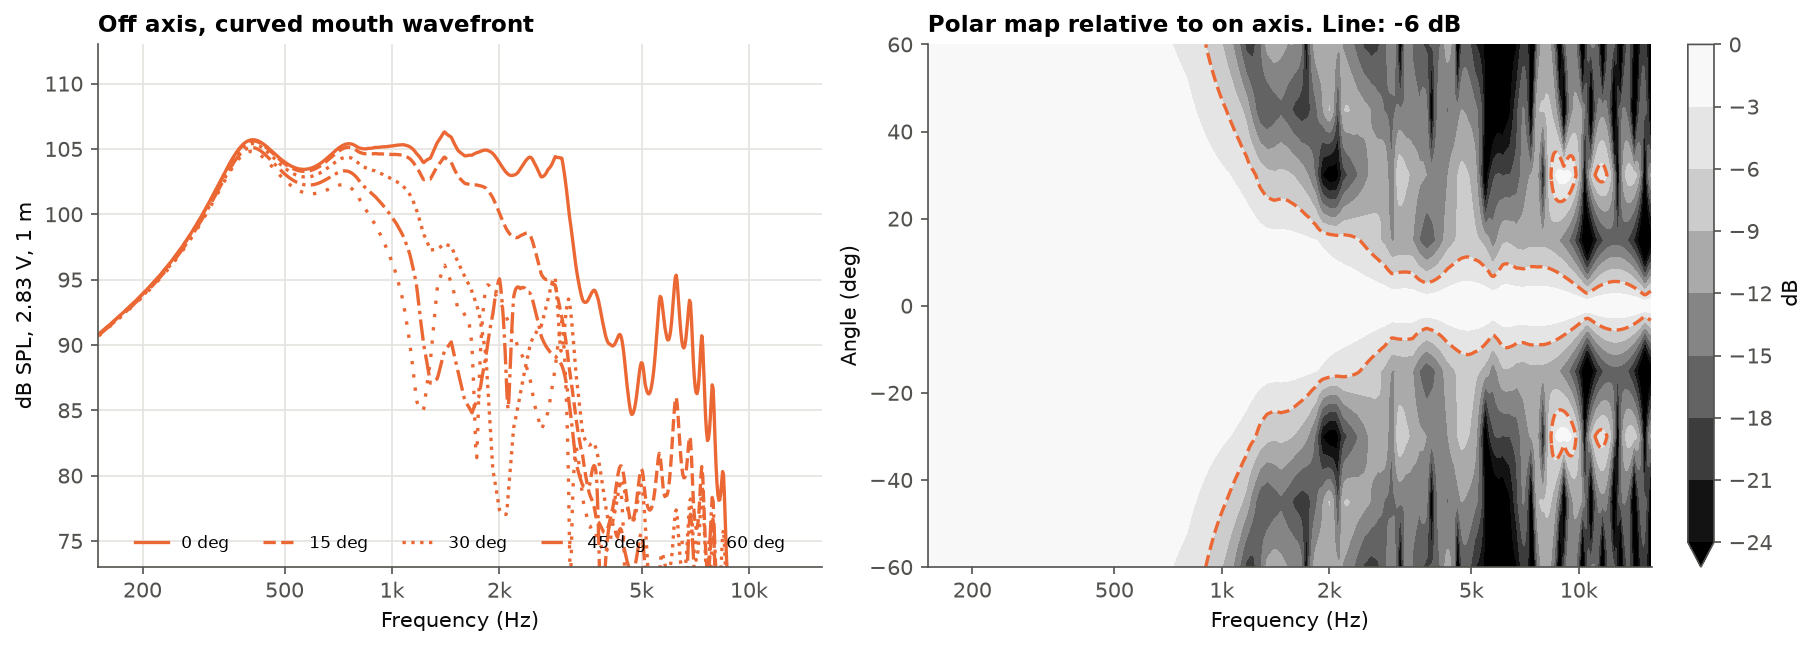 Off axis, curved mouth wavefront
dB SPL, 2.83 V, 1 m
110
105
100
95
90
85
80
75
0 deg
15 deg
30 deg
45 deg
60 deg
200
500
1k
2k
5k
10k
Frequency (Hz)
Polar map relative to on axis. Line: -6 dB
Angle (deg)
60
40
20
0
−20
−40
−60
200
500
1k
2k
5k
10k
Frequency (Hz)
0
−3
−6
−9
−12
−15
−18
−21
−24
dB